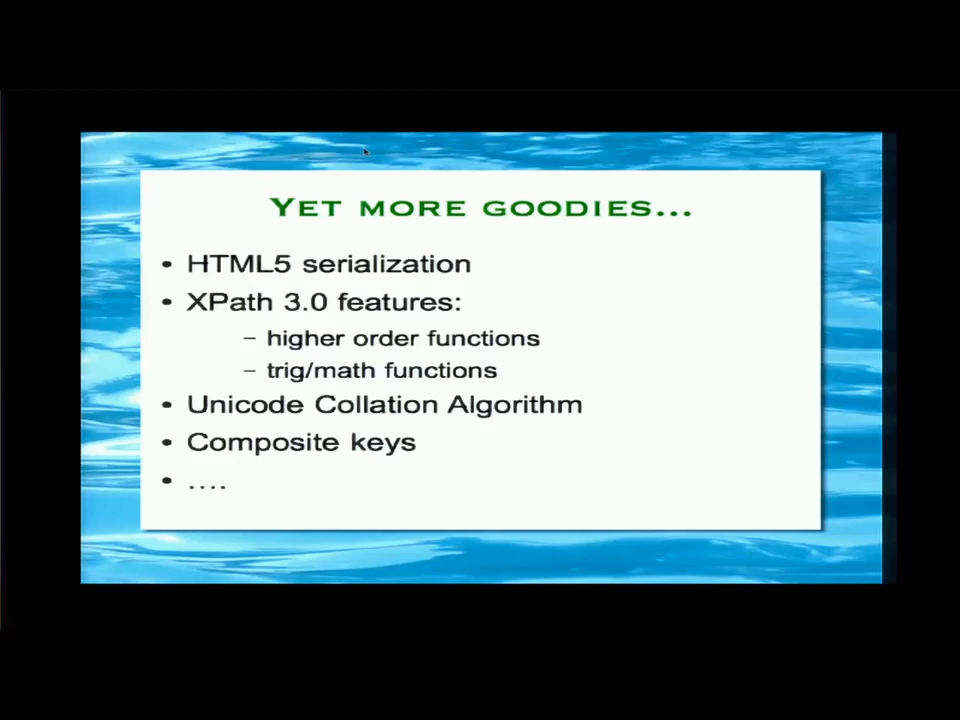 YET MORE GOODIES...
• HTML5 serialization
• XPath 3.0 features:
– higher order functions
– trig/math functions
• Unicode Collation Algorithm
• Composite keys
• ....